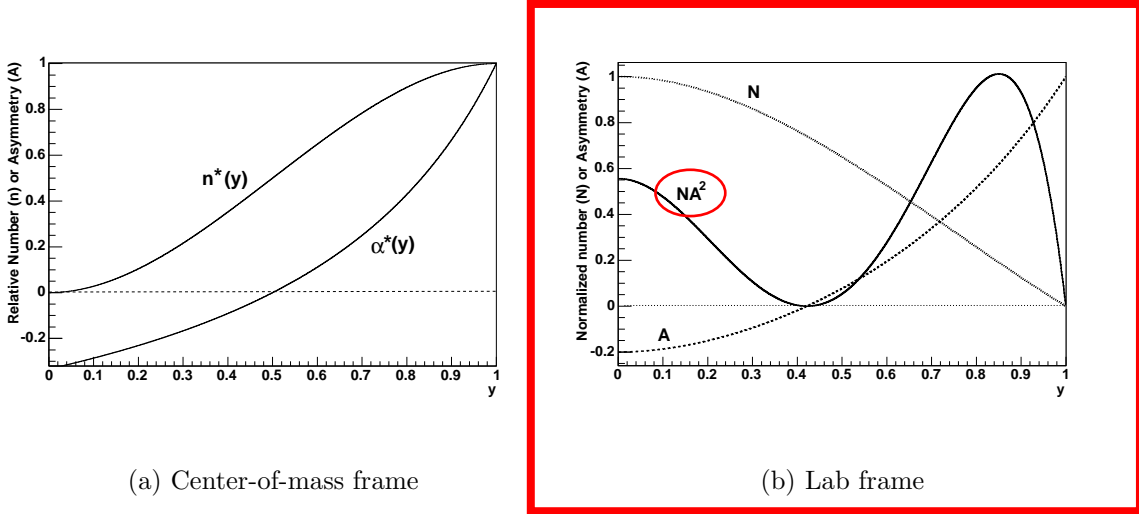 Relative Number (n) or Asymmetry (A)
1
0.8
0.6
0.4
0.2
0
-0.2
n*(y)
α*(y)
0 0.1 0.2 0.3 0.4 0.5 0.6 0.7 0.8 0.9 1
y
(a) Center-of-mass frame
Normalized number (N) or Asymmetry (A)
1
0.8
0.6
0.4
0.2
0
-0.2
N
NA²
A
0 0.1 0.2 0.3 0.4 0.5 0.6 0.7 0.8 0.9 1
y
(b) Lab frame